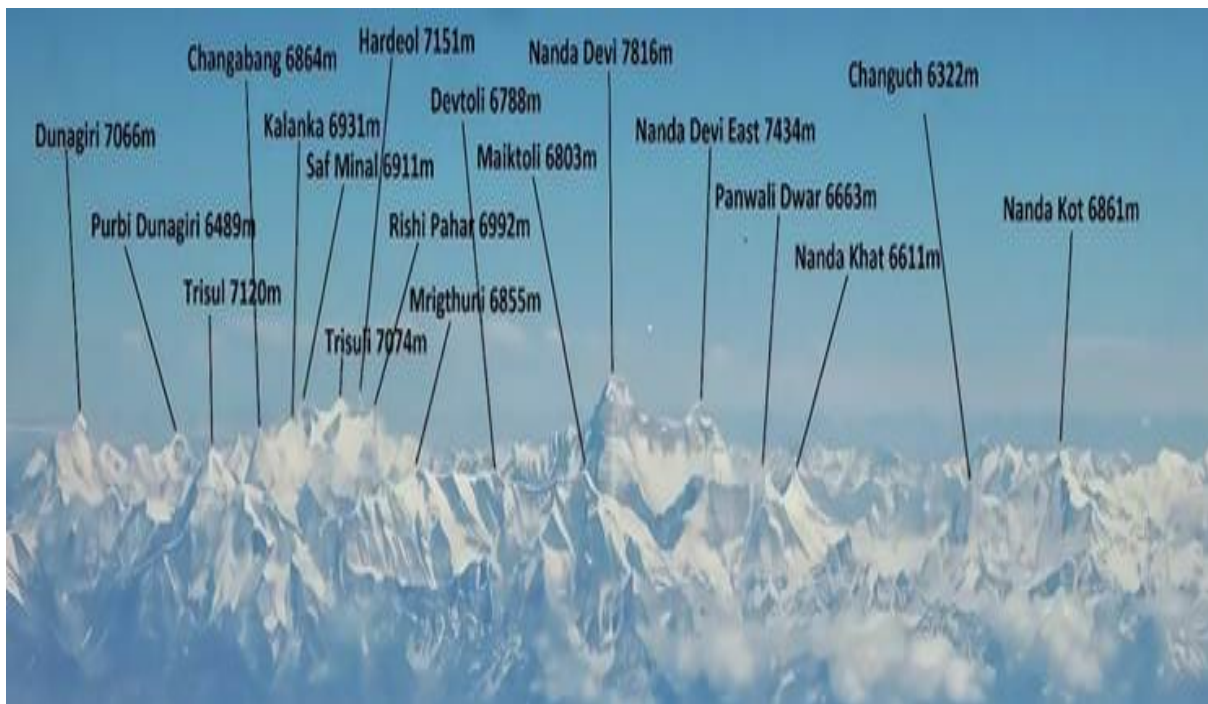 Hardeol 7151m
Changabang 6864m
Nanda Devi 7816m
Changuch 6322m
Devtoli 6788m
Dunagiri 7066m
Kalanka 6931m
Nanda Devi East 7434m
Saf Minal 6911m
Maiktoli 6803m
Panwali Dwar 6663m
Nanda Kot 6861m
Purbi Dunagiri 6489m
Rishi Pahar 6992m
Nanda Khat 6611m
Trisul 7120m
Mrigthuni 6855m
Trisuli 7074m